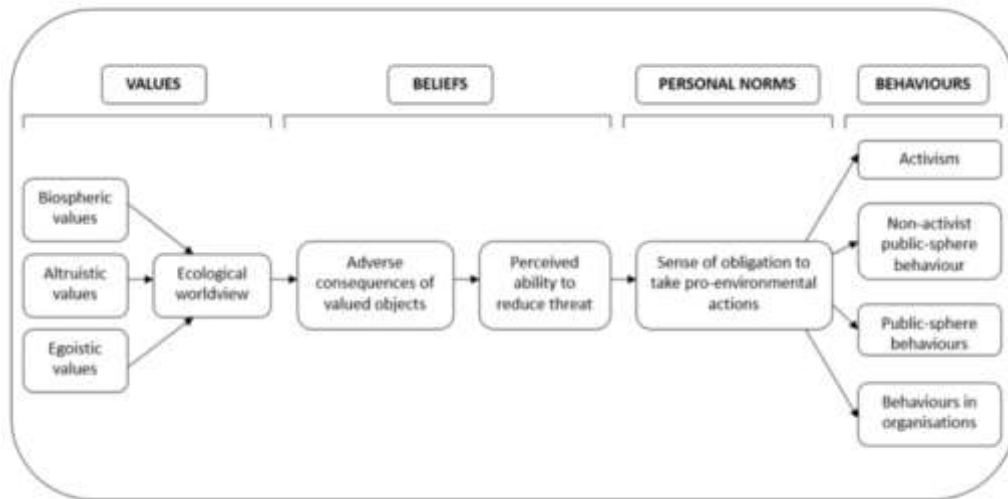 VALUES
BELIEFS
PERSONAL NORMS
BEHAVIOURS
Biospheric
values
Altruistic
values
Egoistic
values
Ecological
worldview
Adverse
consequences of
valued objects
Perceived
ability to
reduce threat
Sense of obligation to
take pro-environmental
actions
Activism
Non-activist
public-sphere
behaviour
Public-sphere
behaviours
Behaviours in
organisations